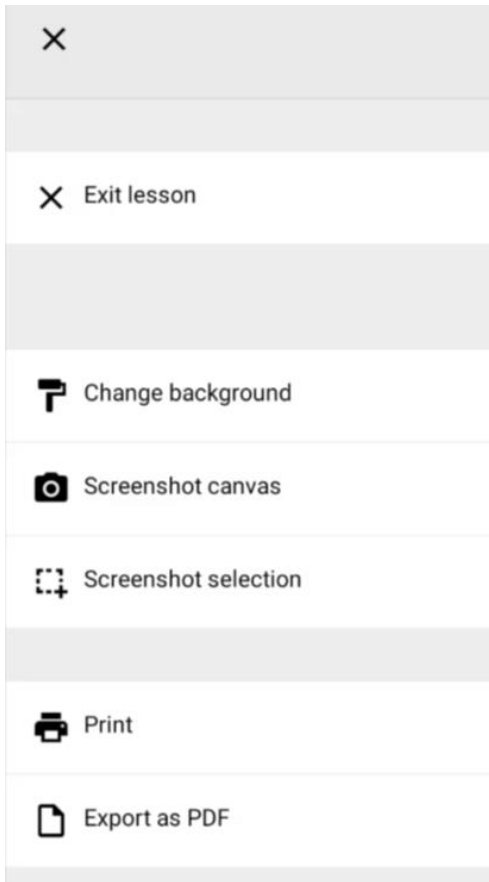 Exit lesson
Change background
Screenshot canvas
Screenshot selection
Print
Export as PDF